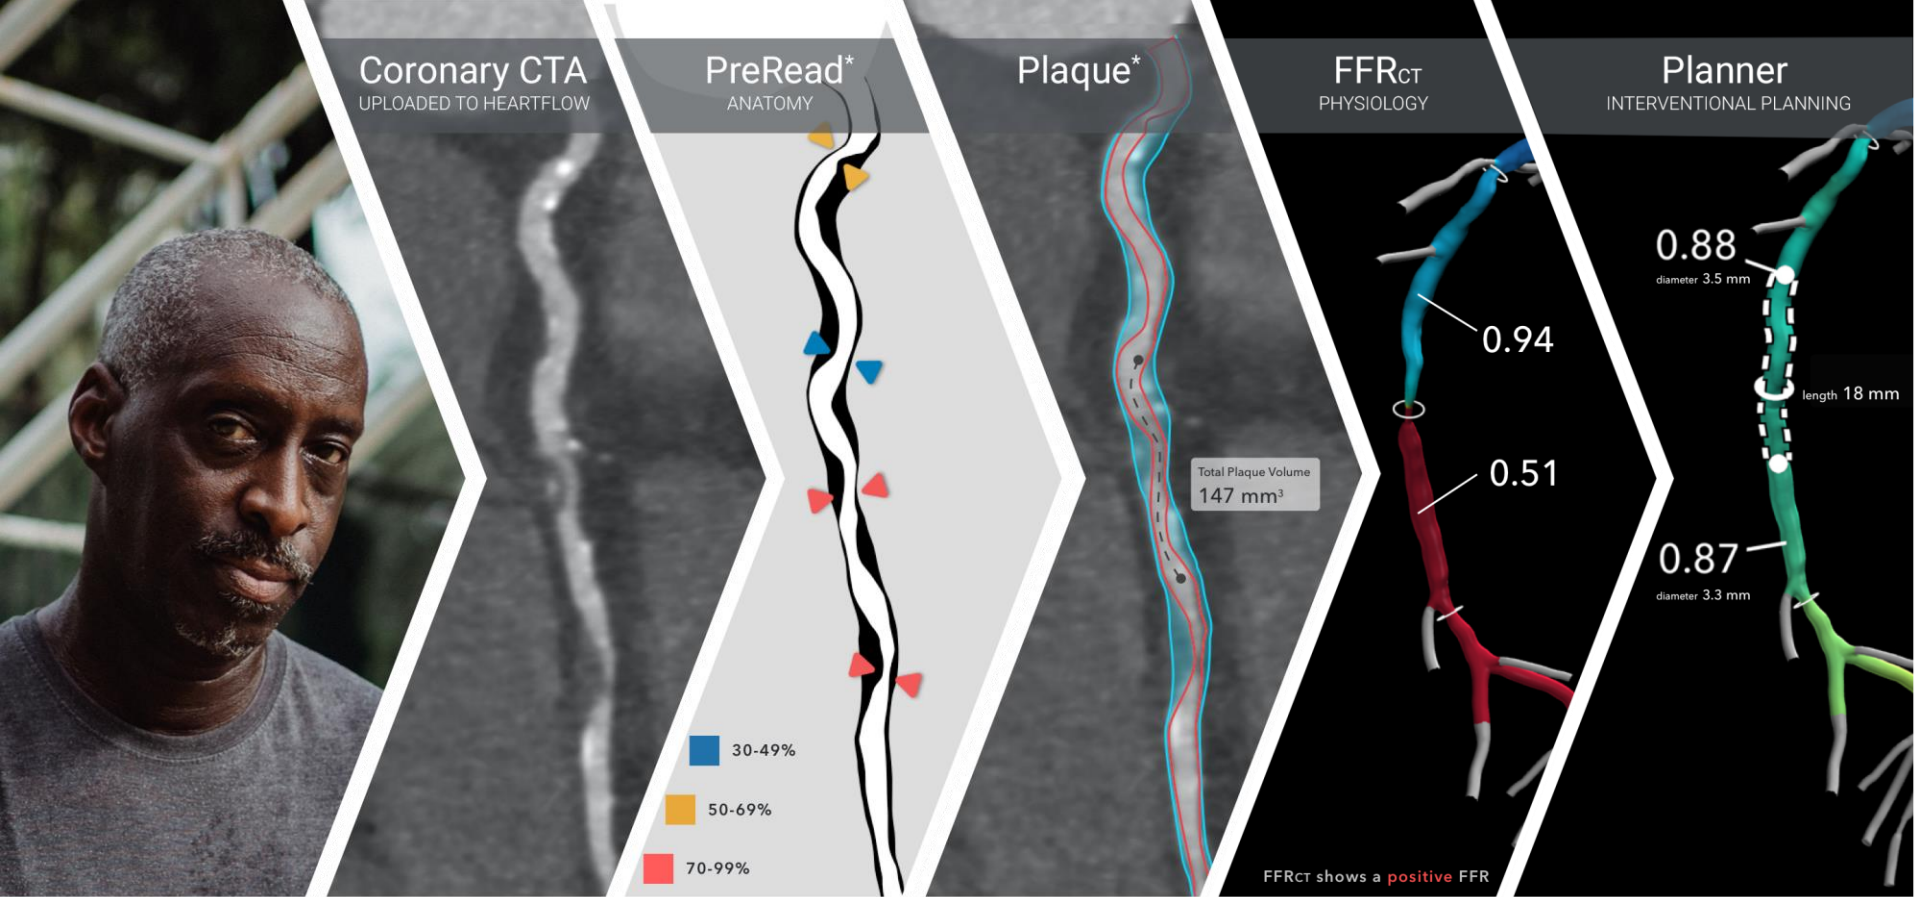 Coronary CTA
UPLOADED TO HEARTFLOW
PreRead*
ANATOMY
30-49%
50-69%
70-99%
Plaque*
Total Plaque Volume
147 mm³
FFRCT
PHYSIOLOGY
0.94
0.51
FFRCT shows a positive FFR
Planner
INTERVENTIONAL PLANNING
0.88
diameter 3.5 mm
length 18 mm
0.87
diameter 3.3 mm